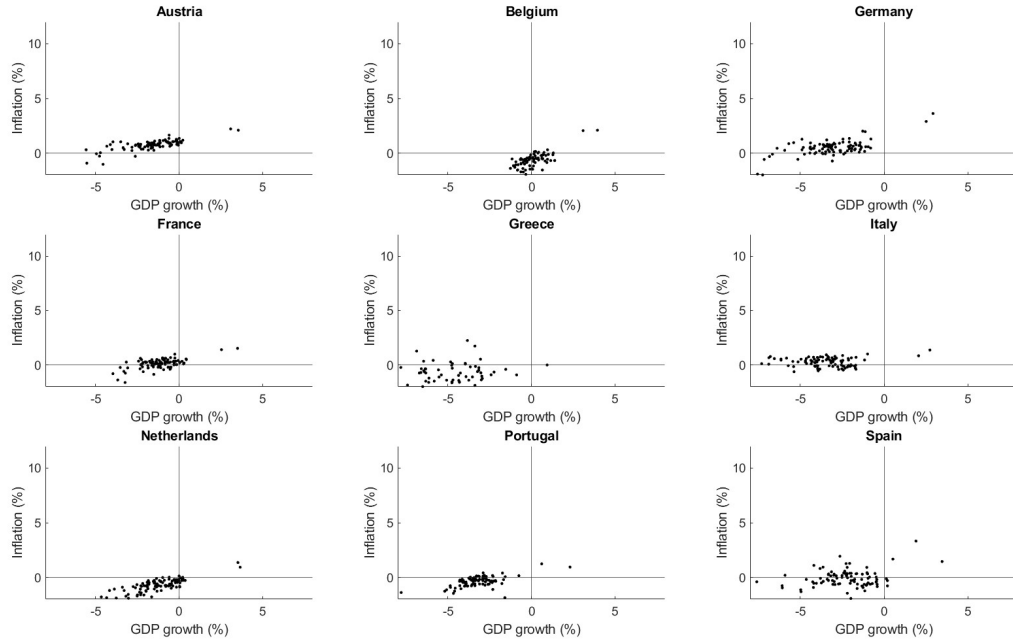 Austria
Inflation (%)
10
5
0
-5 0 5
GDP growth (%)
Belgium
Inflation (%)
10
5
0
-5 0 5
GDP growth (%)
Germany
Inflation (%)
10
5
0
-5 0 5
GDP growth (%)
France
Inflation (%)
10
5
0
-5 0 5
GDP growth (%)
Greece
Inflation (%)
10
5
0
-5 0 5
GDP growth (%)
Italy
Inflation (%)
10
5
0
-5 0 5
GDP growth (%)
Netherlands
Inflation (%)
10
5
0
-5 0 5
GDP growth (%)
Portugal
Inflation (%)
10
5
0
-5 0 5
GDP growth (%)
Spain
Inflation (%)
10
5
0
-5 0 5
GDP growth (%)